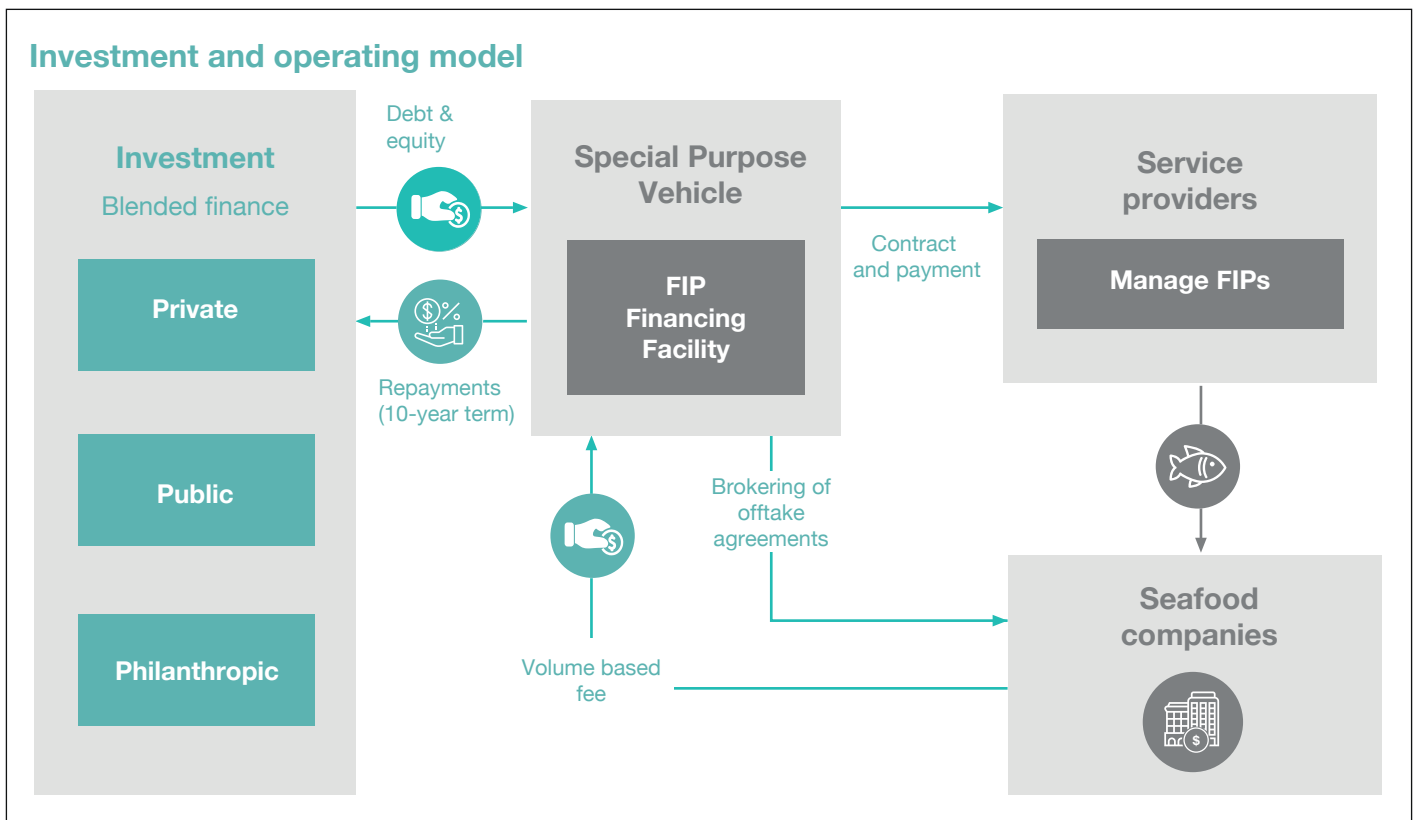 Investment and operating model
Investment
Blended finance
Private
Public
Philanthropic
Debt &
equity
Repayments
(10-year term)
Special Purpose
Vehicle
FIP
Financing
Facility
Contract
and payment
Service
providers
Manage FIPs
Brokering of
offtake
agreements
Volume based
fee
Seafood
companies